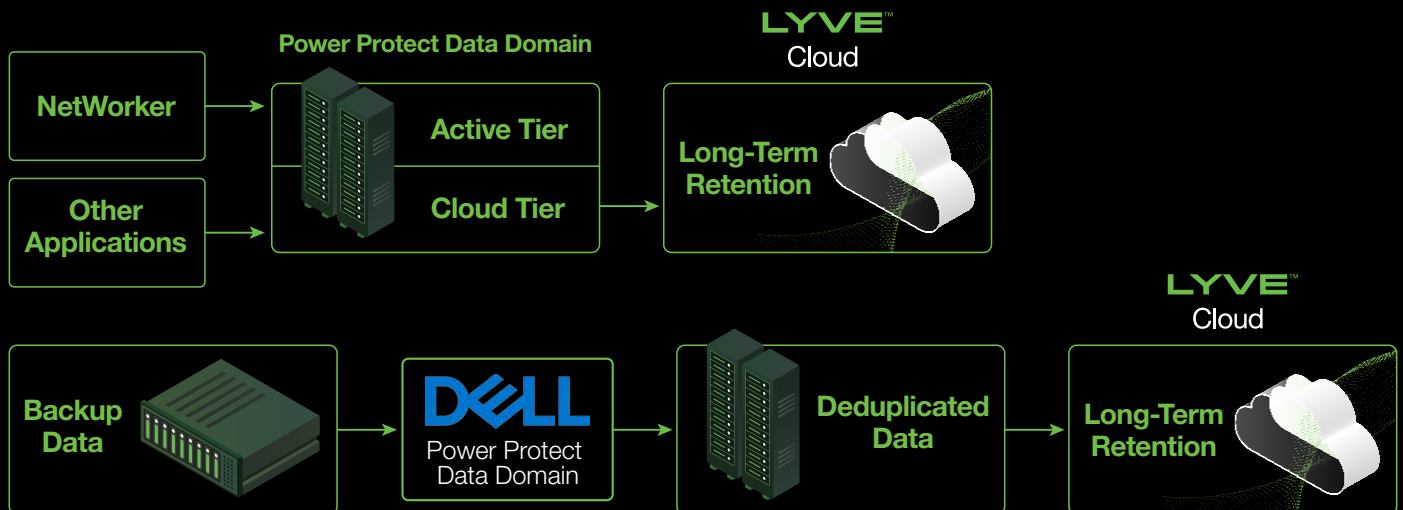 LYVE™
Cloud
Power Protect Data Domain
NetWorker
Active Tier
Long-Term
Retention
Other
Applications
Cloud Tier
LYVE™
Cloud
Backup
Data
DELL
Power Protect
Data Domain
Deduplicated
Data
Long-Term
Retention